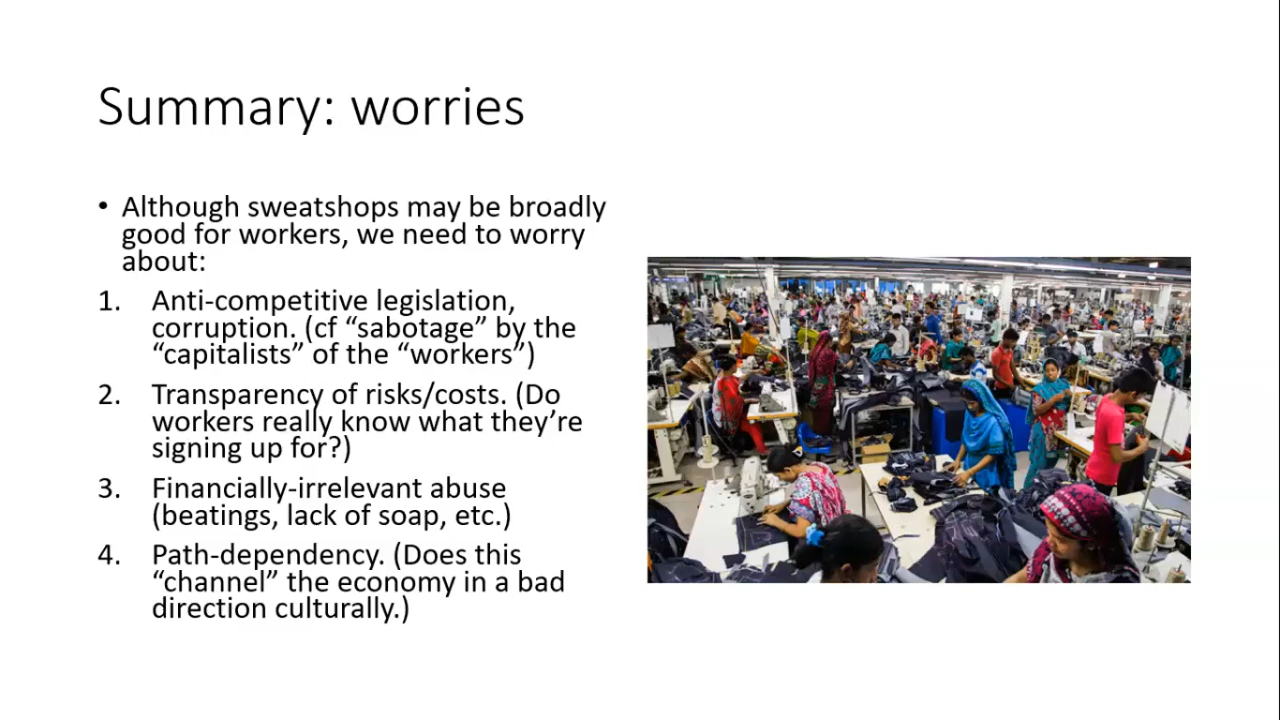 Summary: worries
• Although sweatshops may be broadly
good for workers, we need to worry
about:
1. Anti-competitive legislation,
corruption. (cf “sabotage” by the
“capitalists” of the “workers”)
2. Transparency of risks/costs. (Do
workers really know what they’re
signing up for?)
3. Financially-irrelevant abuse
(beatings, lack of soap, etc.)
4. Path-dependency. (Does this
“channel” the economy in a bad
direction culturally.)